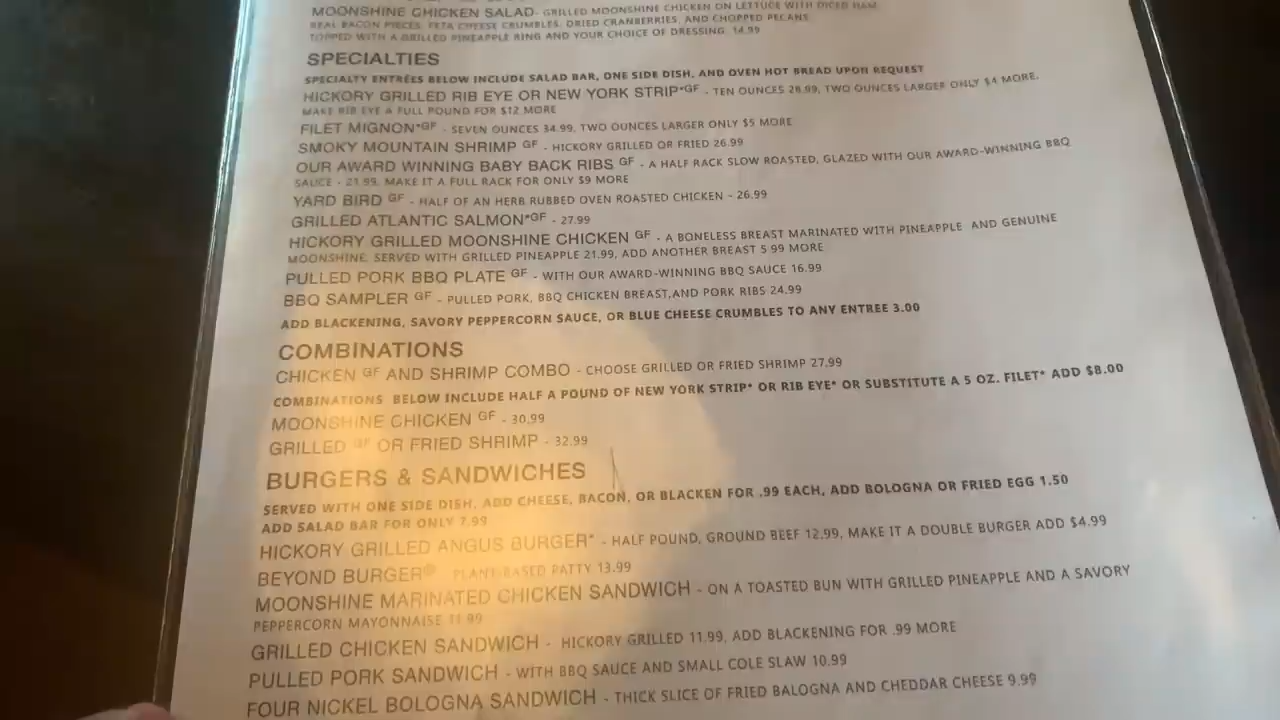 MOONSHINE CHICKEN SALAD- GRILLED MOONSHINE CHICKEN ON LETTUCE WITH DICED HAM,
REAL BACON PIECES, FETA CHEESE CRUMBLES, DRIED CRANBERRIES, AND CHOPPED PECANS
TOPPED WITH A GRILLED PINEAPPLE RING AND YOUR CHOICE OF DRESSING. 14.99
SPECIALTIES
SPECIALTY ENTRÉES BELOW INCLUDE SALAD BAR, ONE SIDE DISH, AND OVEN HOT BREAD UPON REQUEST
HICKORY GRILLED RIB EYE OR NEW YORK STRIP*GF - TEN OUNCES 28.99, TWO OUNCES LARGER ONLY $4 MORE,
MAKE RIB EYE A FULL POUND FOR $12 MORE
FILET MIGNON*GF - SEVEN OUNCES 34.99, TWO OUNCES LARGER ONLY $5 MORE
SMOKY MOUNTAIN SHRIMP GF - HICKORY GRILLED OR FRIED 26.99
OUR AWARD WINNING BABY BACK RIBS GF - A HALF RACK SLOW ROASTED, GLAZED WITH OUR AWARD-WINNING BBQ
SAUCE - 21.99, MAKE IT A FULL RACK FOR ONLY $9 MORE
YARD BIRD GF - HALF OF AN HERB RUBBED OVEN ROASTED CHICKEN - 26.99
GRILLED ATLANTIC SALMON*GF - 27.99
HICKORY GRILLED MOONSHINE CHICKEN GF - A BONELESS BREAST MARINATED WITH PINEAPPLE AND GENUINE
MOONSHINE, SERVED WITH GRILLED PINEAPPLE 21.99, ADD ANOTHER BREAST 5.99 MORE
PULLED PORK BBQ PLATE GF - WITH OUR AWARD-WINNING BBQ SAUCE 16.99
BBQ SAMPLER GF - PULLED PORK, BBQ CHICKEN BREAST,AND PORK RIBS 24.99
ADD BLACKENING, SAVORY PEPPERCORN SAUCE, OR BLUE CHEESE CRUMBLES TO ANY ENTREE 3.00
COMBINATIONS
CHICKEN GF AND SHRIMP COMBO - CHOOSE GRILLED OR FRIED SHRIMP 27.99
COMBINATIONS BELOW INCLUDE HALF A POUND OF NEW YORK STRIP* OR RIB EYE* OR SUBSTITUTE A 5 OZ. FILET* ADD $8.00
MOONSHINE CHICKEN GF - 30.99
GRILLED GF OR FRIED SHRIMP - 32.99
BURGERS & SANDWICHES
SERVED WITH ONE SIDE DISH, ADD CHEESE, BACON, OR BLACKEN FOR .99 EACH, ADD BOLOGNA OR FRIED EGG 1.50
ADD SALAD BAR FOR ONLY 7.99
HICKORY GRILLED ANGUS BURGER* - HALF POUND, GROUND BEEF 12.99, MAKE IT A DOUBLE BURGER ADD $4.99
BEYOND BURGER® PLANT-BASED PATTY 13.99
MOONSHINE MARINATED CHICKEN SANDWICH - ON A TOASTED BUN WITH GRILLED PINEAPPLE AND A SAVORY
PEPPERCORN MAYONNAISE 11.99
GRILLED CHICKEN SANDWICH - HICKORY GRILLED 11.99, ADD BLACKENING FOR .99 MORE
PULLED PORK SANDWICH - WITH BBQ SAUCE AND SMALL COLE SLAW 10.99
FOUR NICKEL BOLOGNA SANDWICH - THICK SLICE OF FRIED BALOGNA AND CHEDDAR CHEESE 9.99